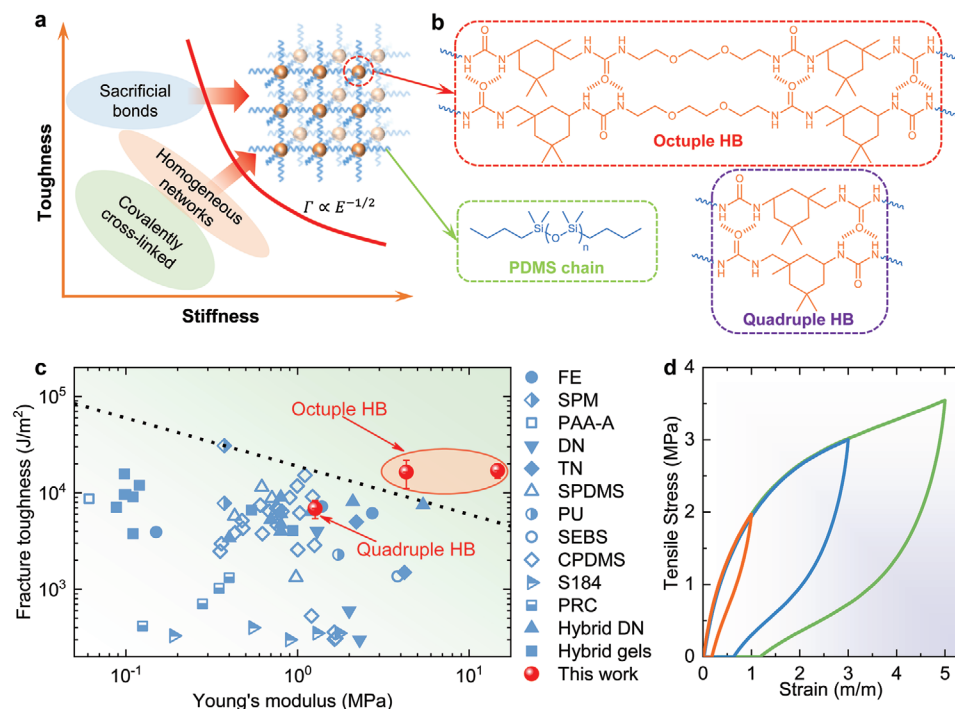 a
Toughness
Stiffness
Sacrificial
bonds
Homogeneous
networks
Covalently
cross-linked
Γ ∝ E^{-1/2}
b
Octuple HB
PDMS chain
Quadruple HB
c
Fracture toughness (J/m²)
10⁵
10⁴
10³
10⁻¹
10⁰
10¹
Young's modulus (MPa)
Octuple HB
Quadruple HB
FE
SPM
PAA-A
DN
TN
SPDMS
PU
SEBS
CPDMS
S184
PRC
Hybrid DN
Hybrid gels
This work
d
Tensile Stress (MPa)
4
3
2
1
0
0
1
2
3
4
5
Strain (m/m)